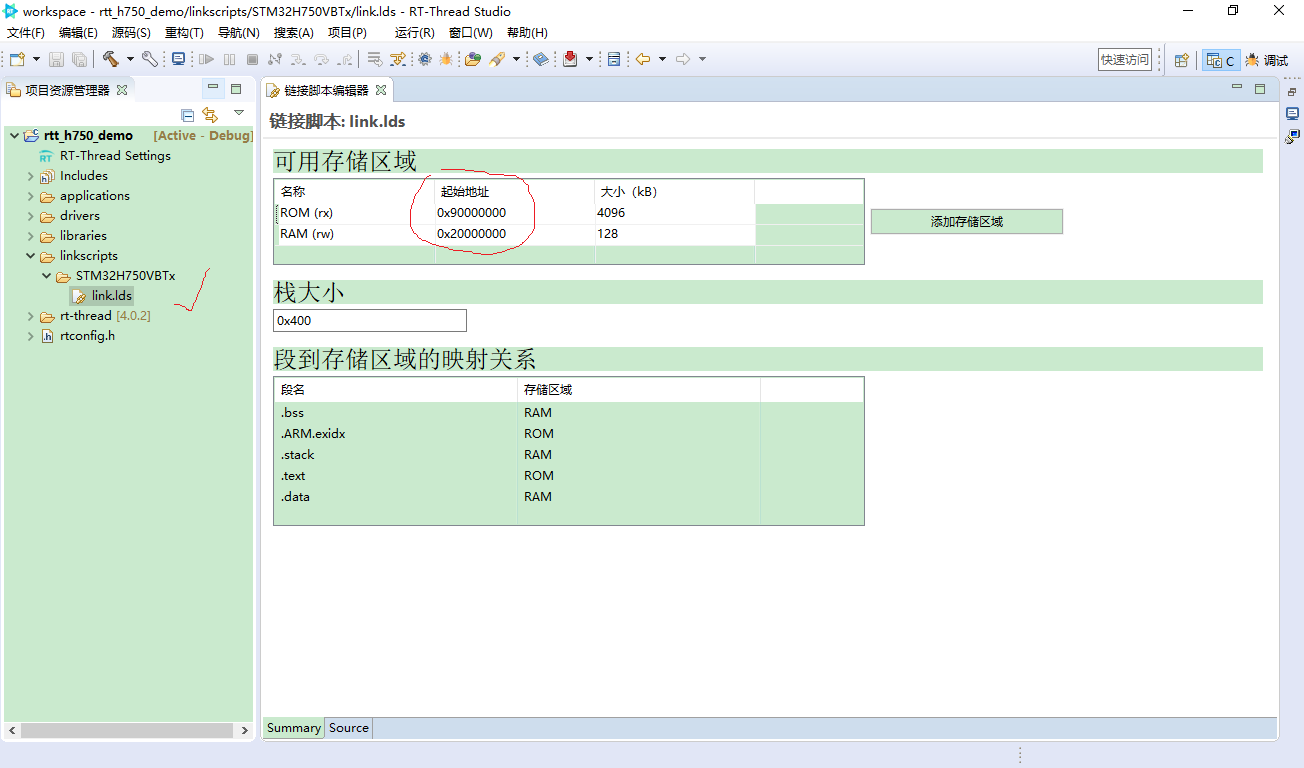 workspace - rtt_h750_demo/linkscripts/STM32H750VBTx/link.lds - RT-Thread Studio
文件(F) 编辑(E) 源码(S) 重构(T) 导航(N) 搜索(A) 项目(P) 运行(R) 窗口(W) 帮助(H)
快速访问 C 调试
项目资源管理器
rtt_h750_demo [Active - Debug]
RT-Thread Settings
Includes
applications
drivers
libraries
linkscripts
STM32H750VBTx
link.lds
rt-thread [4.0.2]
rtconfig.h
链接脚本编辑器
链接脚本: link.lds
可用存储区域
名称 起始地址 大小（kB）
ROM (rx) 0x90000000 4096
RAM (rw) 0x20000000 128
添加存储区域
栈大小
0x400
段到存储区域的映射关系
段名 存储区域
.bss RAM
.ARM.exidx ROM
.stack RAM
.text ROM
.data RAM
Summary Source